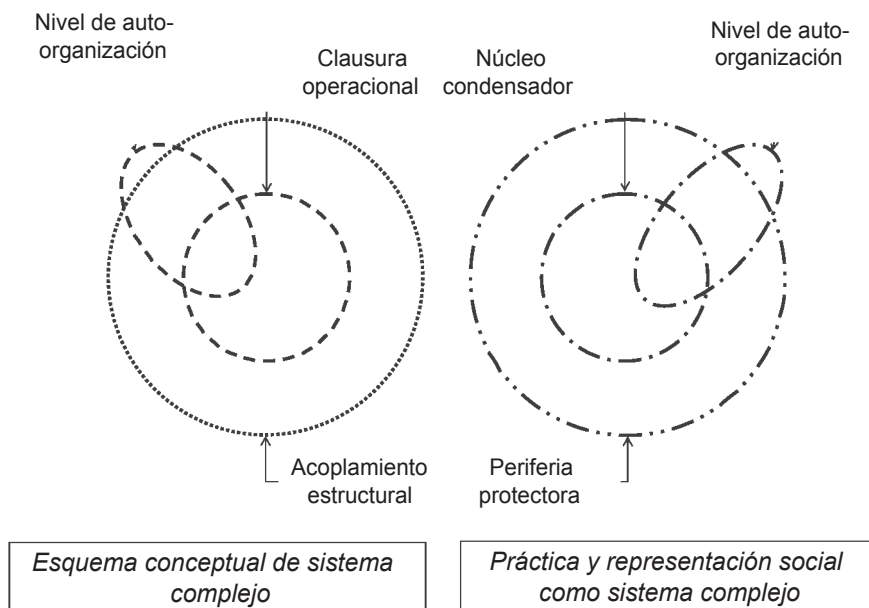 Nivel de auto-
organización
Clausura
operacional
Núcleo
condensador
Nivel de auto-
organización
Acoplamiento
estructural
Periferia
protectora
Esquema conceptual de sistema
complejo
Práctica y representación social
como sistema complejo